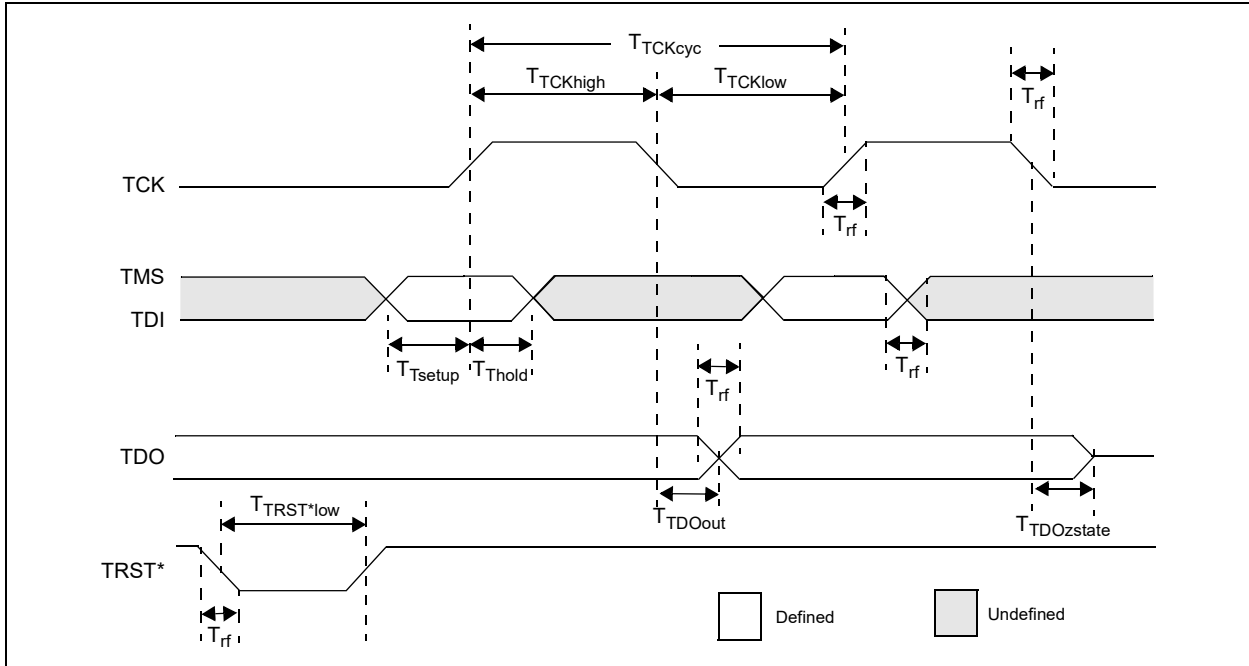 TTCKcyc
TTCKhigh
TTCKlow
Trf
TCK
Trf
TMS
TDI
TTsetup
TThold
Trf
Trf
TDO
TTDOout
TTDOzstate
TTRST*low
TRST*
Trf
Defined
Undefined